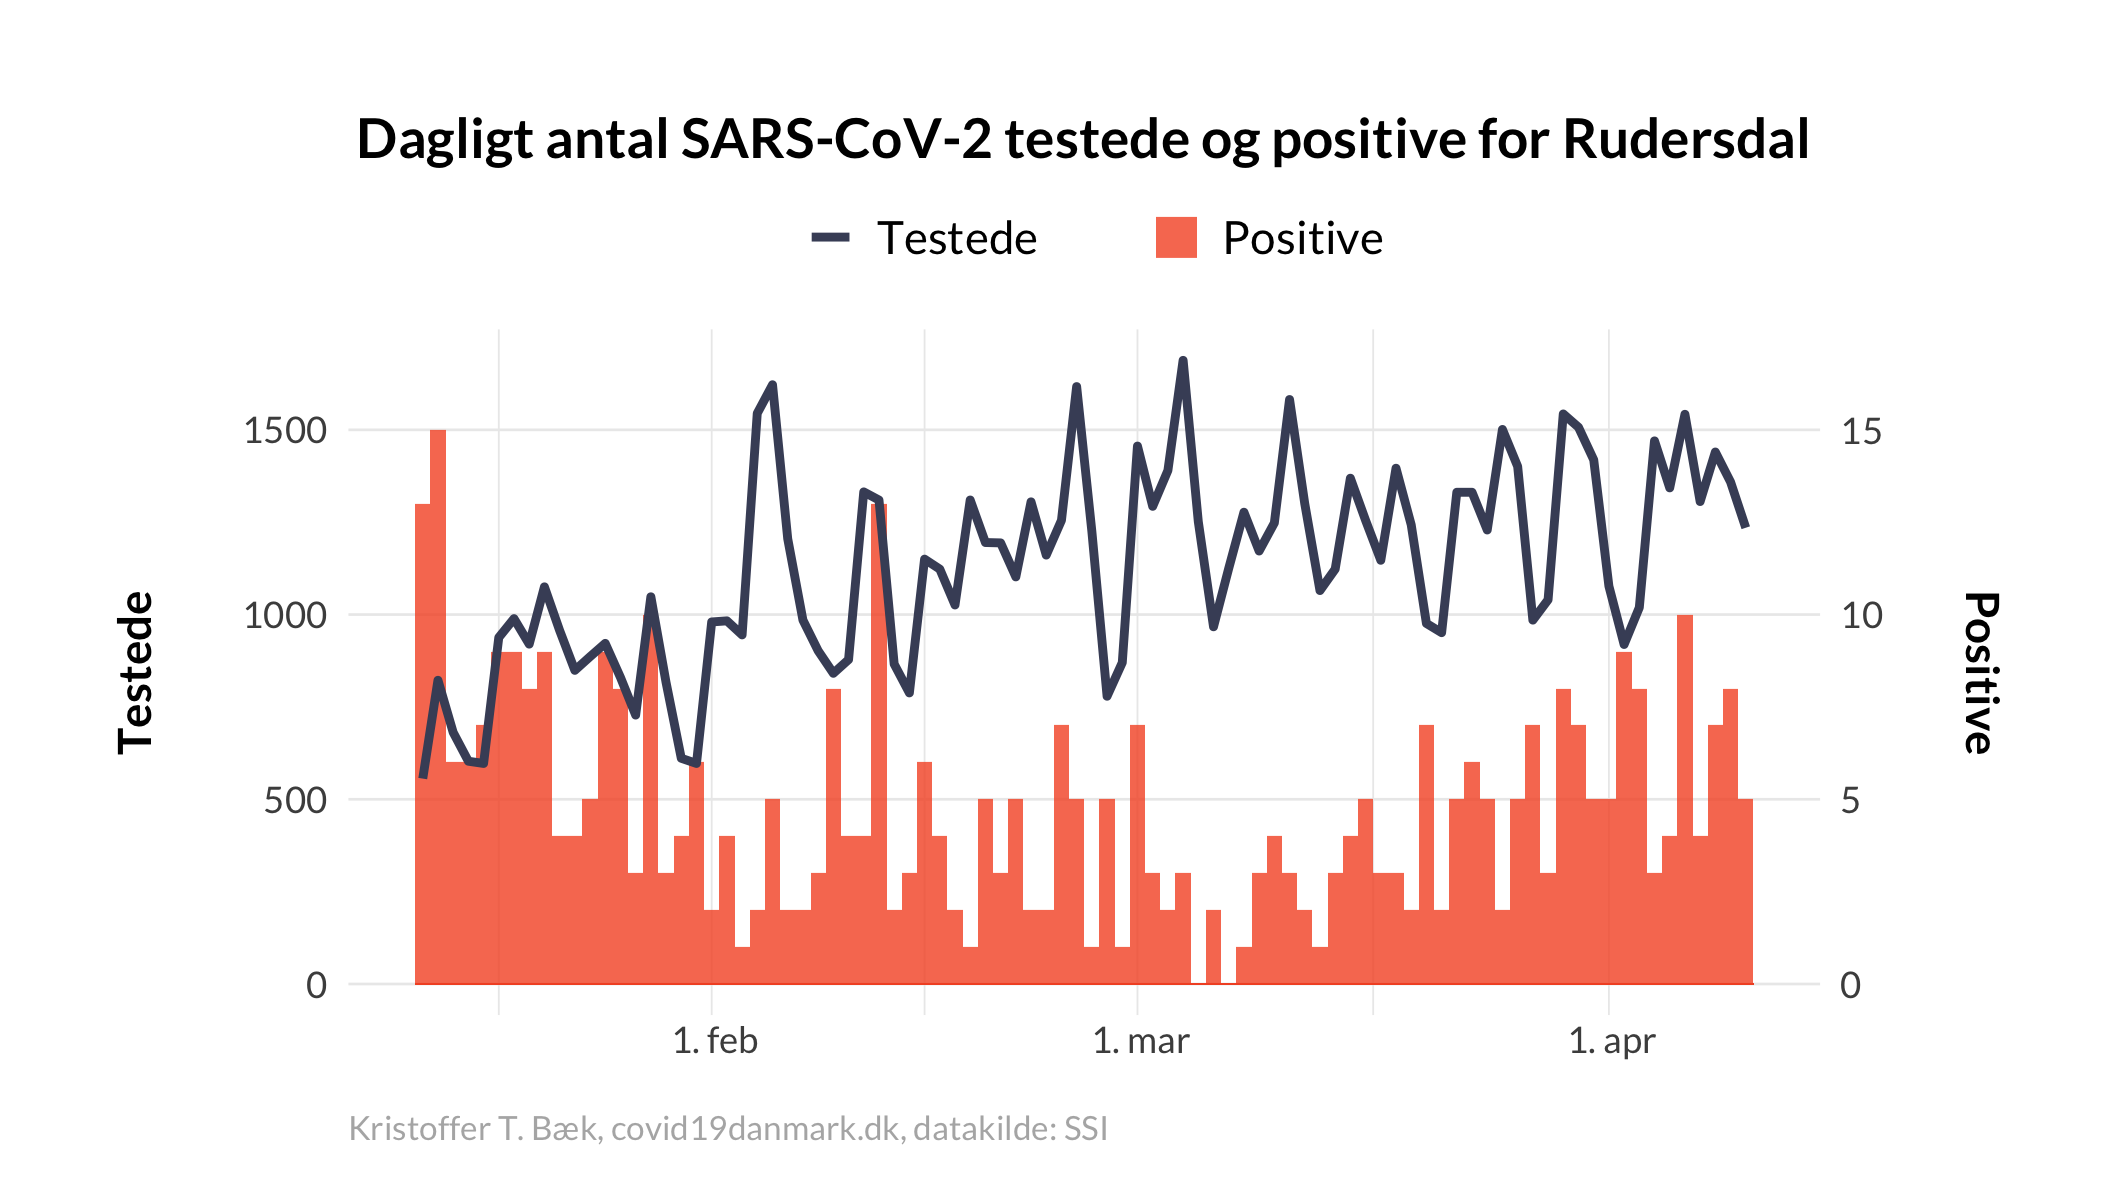 Dagligt antal SARS-CoV-2 testede og positive for Rudersdal
Testede Positive
1500 15
1000 10
500 5
0 0
Testede
Positive
1. feb 1. mar 1. apr
Kristoffer T. Bæk, covid19danmark.dk, datakilde: SSI